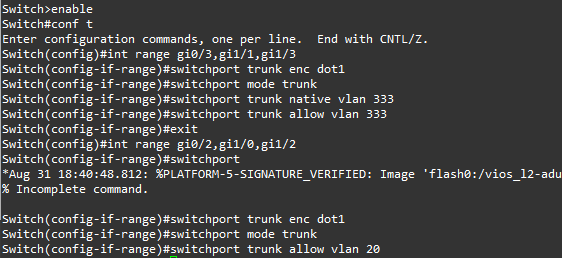 Switch>enable
Switch#conf t
Enter configuration commands, one per line.  End with CNTL/Z.
Switch(config)#int range gi0/3,gi1/1,gi1/3
Switch(config-if-range)#switchport trunk enc dot1
Switch(config-if-range)#switchport mode trunk
Switch(config-if-range)#switchport trunk native vlan 333
Switch(config-if-range)#switchport trunk allow vlan 333
Switch(config-if-range)#exit
Switch(config)#int range gi0/2,gi1/0,gi1/2
Switch(config-if-range)#switchport
*Aug 31 18:40:48.812: %PLATFORM-5-SIGNATURE_VERIFIED: Image 'flash0:/vios_l2-adu
% Incomplete command.

Switch(config-if-range)#switchport trunk enc dot1
Switch(config-if-range)#switchport mode trunk
Switch(config-if-range)#switchport trunk allow vlan 20